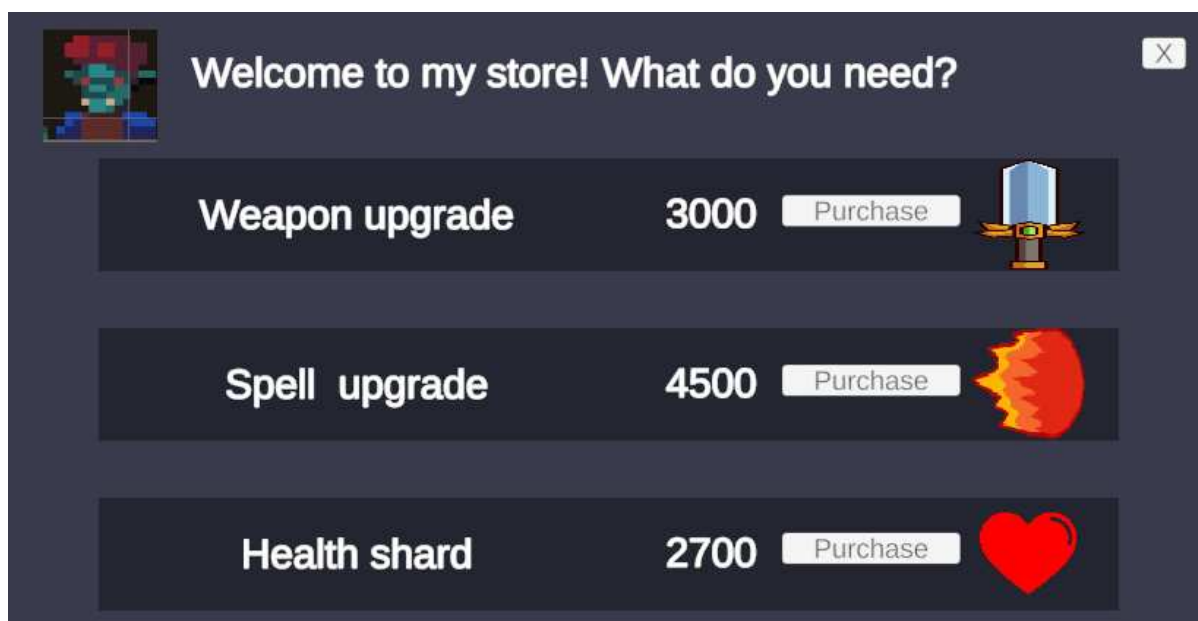 Welcome to my store! What do you need?
X
Weapon upgrade 3000 Purchase
Spell  upgrade 4500 Purchase
Health shard 2700 Purchase